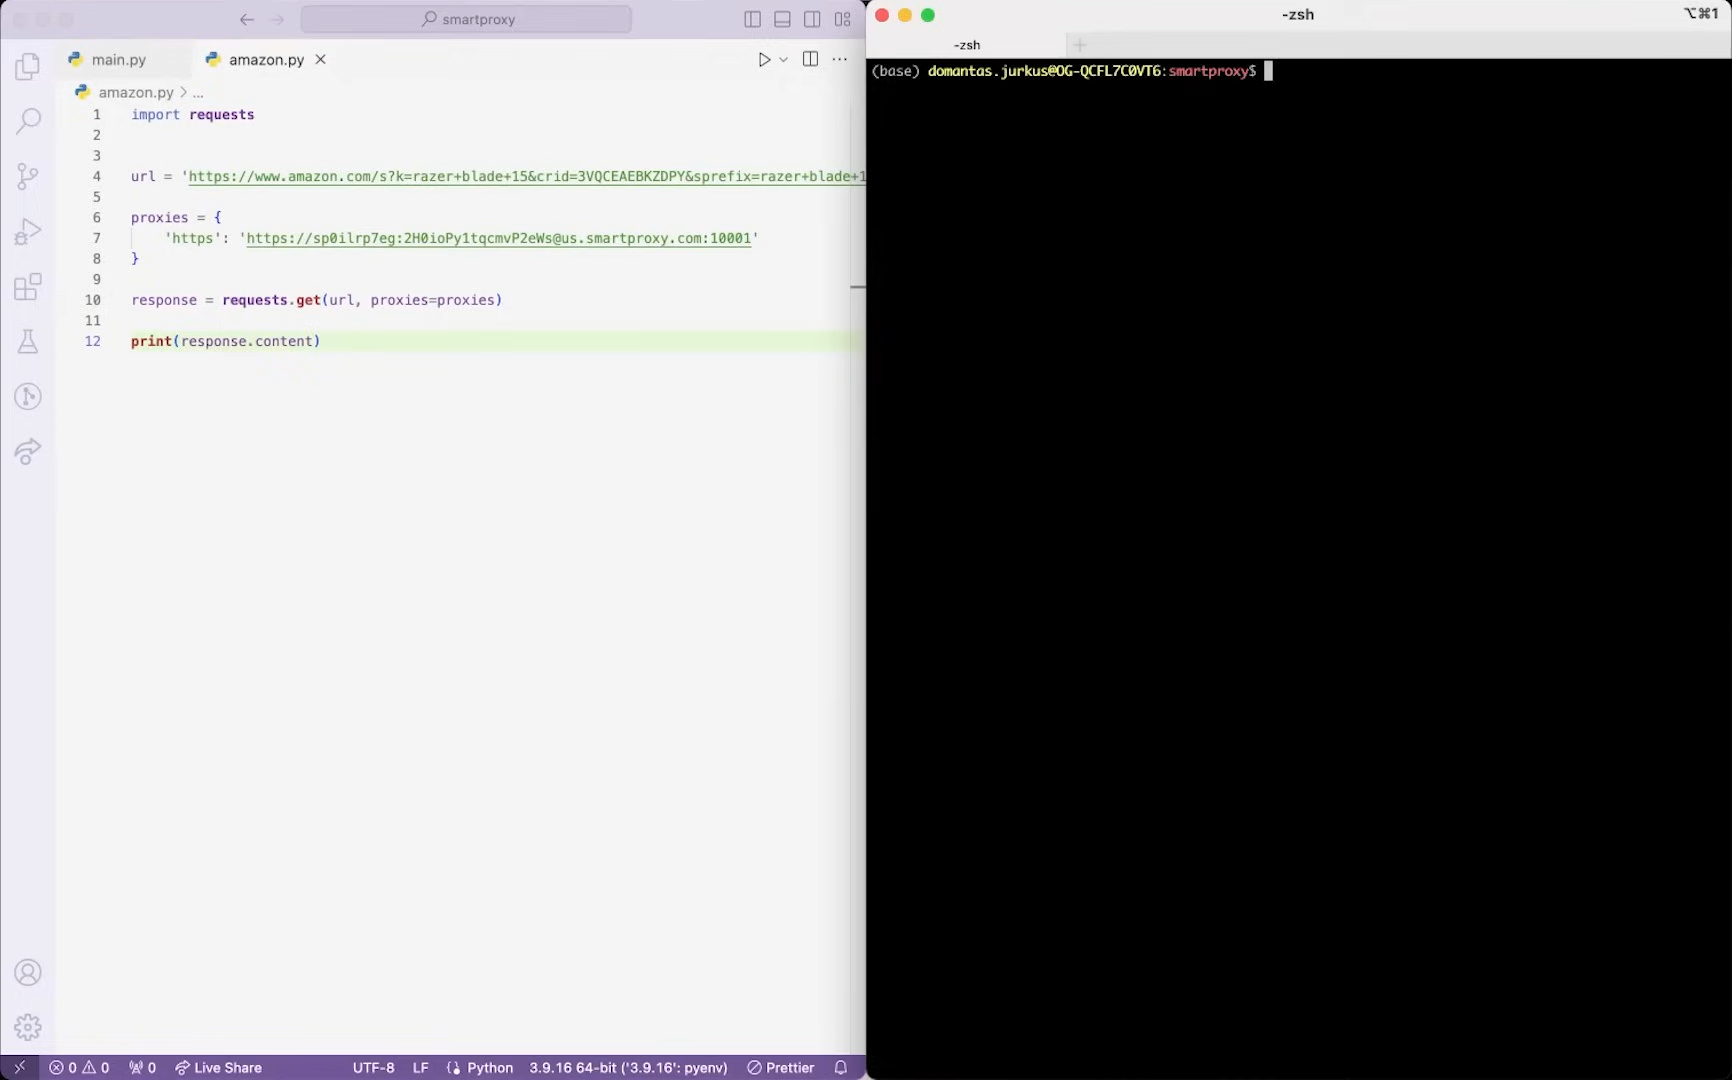 smartproxy
main.py
amazon.py
amazon.py > ...
1 import requests
2
3
4 url = 'https://www.amazon.com/s?k=razer+blade+15&crid=3VQCEAEBKZDPY&sprefix=razer+blade+1
5
6 proxies = {
7 'https': 'https://sp0ilrp7eg:2H0ioPy1tqcmvP2eWs@us.smartproxy.com:10001'
8 }
9
10 response = requests.get(url, proxies=proxies)
11
12 print(response.content)
0 0 0 Live Share UTF-8 LF Python 3.9.16 64-bit ('3.9.16': pyenv) Prettier
-zsh ⌥⌘1
-zsh +
(base) domantas.jurkus@OG-QCFL7C0VT6:smartproxy$